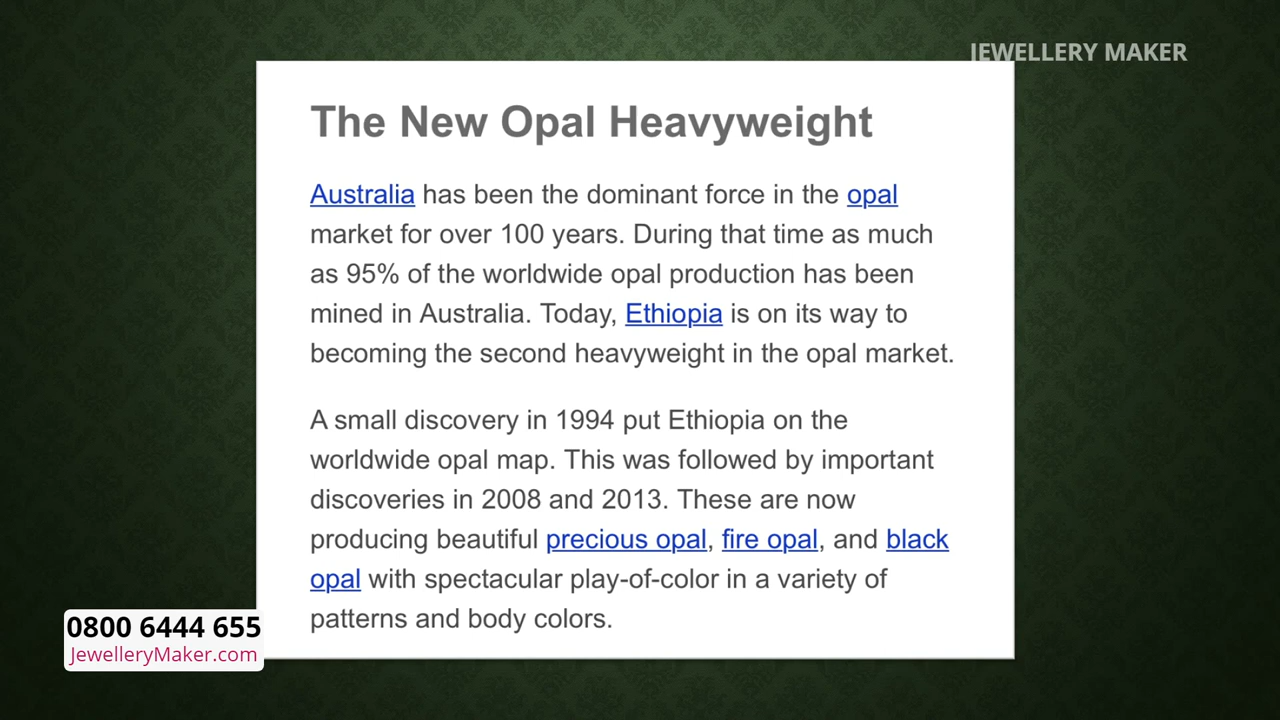 JEWELLERY MAKER
The New Opal Heavyweight
Australia has been the dominant force in the opal
market for over 100 years. During that time as much
as 95% of the worldwide opal production has been
mined in Australia. Today, Ethiopia is on its way to
becoming the second heavyweight in the opal market.
A small discovery in 1994 put Ethiopia on the
worldwide opal map. This was followed by important
discoveries in 2008 and 2013. These are now
producing beautiful precious opal, fire opal, and black
opal with spectacular play-of-color in a variety of
patterns and body colors.
0800 6444 655
JewelleryMaker.com